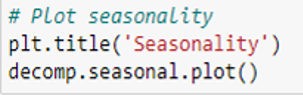 # Plot seasonality
plt.title('Seasonality')
decomp.seasonal.plot()